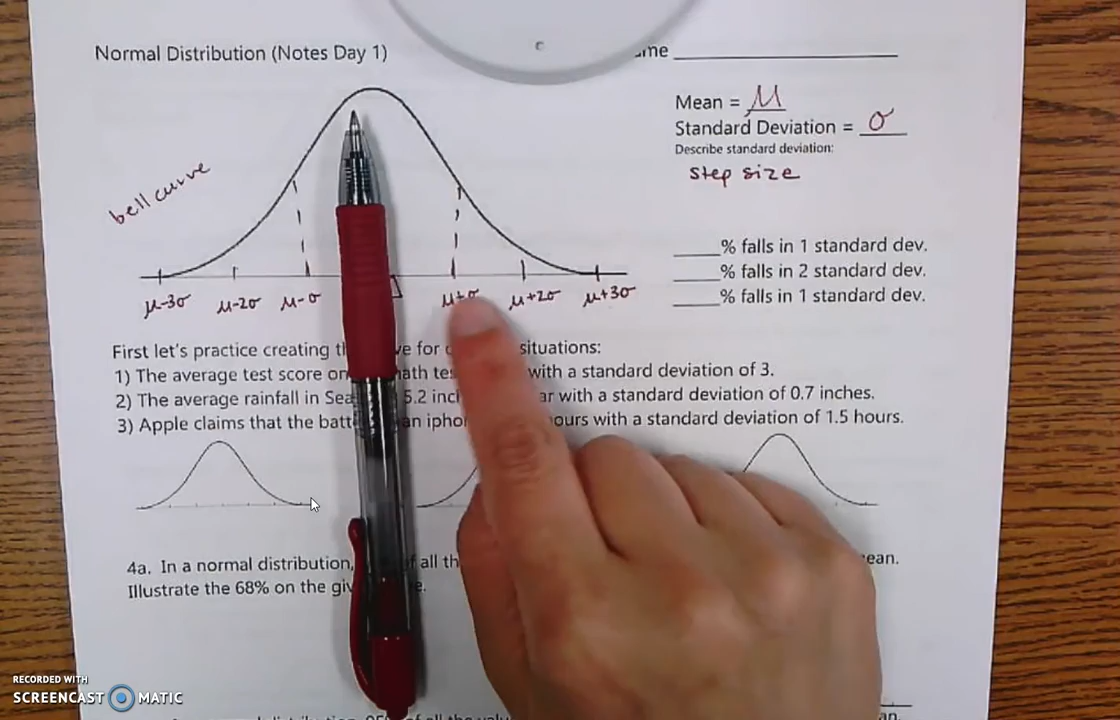 Normal Distribution (Notes Day 1)
me
Mean = μ
Standard Deviation = σ
Describe standard deviation:
step size
bell curve
% falls in 1 standard dev.
% falls in 2 standard dev.
% falls in 1 standard dev.
μ-3σ μ-2σ μ-σ μ+σ μ+2σ μ+3σ
First let's practice creating ve for situations:
1) The average test score on ath tes with a standard deviation of 3.
2) The average rainfall in Sea 5.2 inc ar with a standard deviation of 0.7 inches.
3) Apple claims that the batt an ipho ours with a standard deviation of 1.5 hours.
4a. In a normal distribution, f all th ean.
Illustrate the 68% on the giv e.
RECORDED WITH
SCREENCAST MATIC